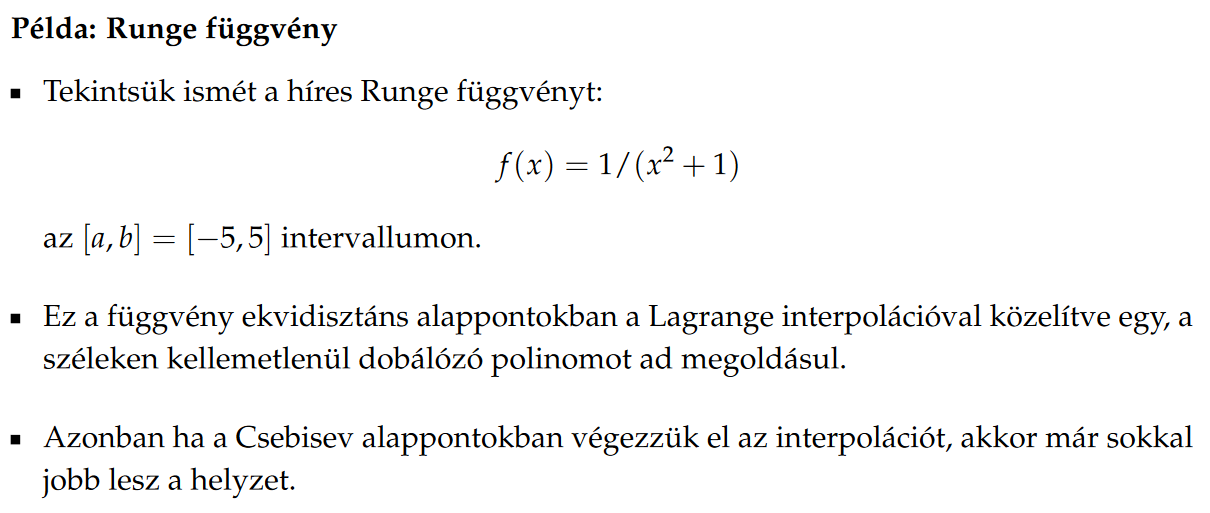 Példa: Runge függvény
▪ Tekintsük ismét a híres Runge függvényt:
f(x) = 1/(x² + 1)
az [a, b] = [−5, 5] intervallumon.
▪ Ez a függvény ekvidisztáns alappontokban a Lagrange interpolációval közelítve egy, a
széleken kellemetlenül dobálózó polinomot ad megoldásul.
▪ Azonban ha a Csebisev alappontokban végezzük el az interpolációt, akkor már sokkal
jobb lesz a helyzet.